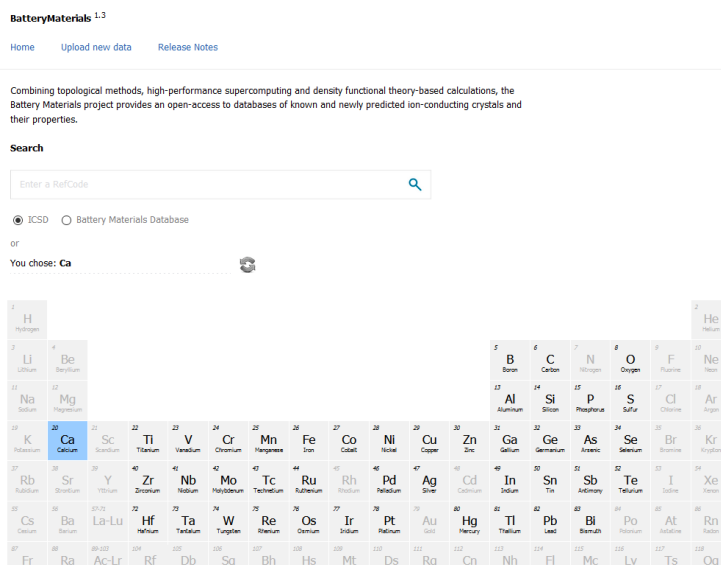 BatteryMaterials 1.3
Home Upload new data Release Notes
Combining topological methods, high-performance supercomputing and density functional theory-based calculations, the
Battery Materials project provides an open-access to databases of known and newly predicted ion-conducting crystals and
their properties.
Search
Enter a RefCode
ICSD Battery Materials Database
or
You chose: Ca
1 2
H He
Hydrogen Helium
3 4 5 6 7 8 9 10
Li Be B C N O F Ne
Lithium Beryllium Boron Carbon Nitrogen Oxygen Fluorine Neon
11 12 13 14 15 16 17 18
Na Mg Al Si P S Cl Ar
Sodium Magnesium Aluminum Silicon Phosphorus Sulfur Chlorine Argon
19 20 21 22 23 24 25 26 27 28 29 30 31 32 33 34 35 36
K Ca Sc Ti V Cr Mn Fe Co Ni Cu Zn Ga Ge As Se Br Kr
Potassium Calcium Scandium Titanium Vanadium Chromium Manganese Iron Cobalt Nickel Copper Zinc Gallium Germanium Arsenic Selenium Bromine Krypton
37 38 39 40 41 42 43 44 45 46 47 48 49 50 51 52 53 54
Rb Sr Y Zr Nb Mo Tc Ru Rh Pd Ag Cd In Sn Sb Te I Xe
Rubidium Strontium Yttrium Zirconium Niobium Molybdenum Technetium Ruthenium Rhodium Palladium Silver Cadmium Indium Tin Antimony Tellurium Iodine Xenon
55 56 57-71 72 73 74 75 76 77 78 79 80 81 82 83 84 85 86
Cs Ba La-Lu Hf Ta W Re Os Ir Pt Au Hg Tl Pb Bi Po At Rn
Cesium Barium Hafnium Tantalum Tungsten Rhenium Osmium Iridium Platinum Gold Mercury Thallium Lead Bismuth Polonium Astatine Radon
87 88 89-103 104 105 106 107 108 109 110 111 112 113 114 115 116 117 118
Fr Ra Ac-Lr Rf Db Sg Bh Hs Mt Ds Rg Cn Nh Fl Mc Lv Ts Og